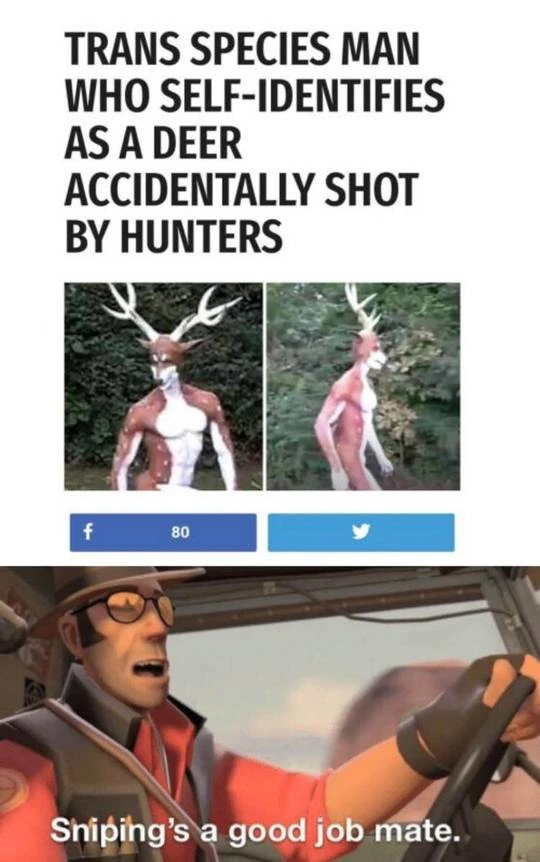 TRANS SPECIES MAN
WHO SELF-IDENTIFIES
AS A DEER
ACCIDENTALLY SHOT
BY HUNTERS
f 80
Sniping's a good job mate.